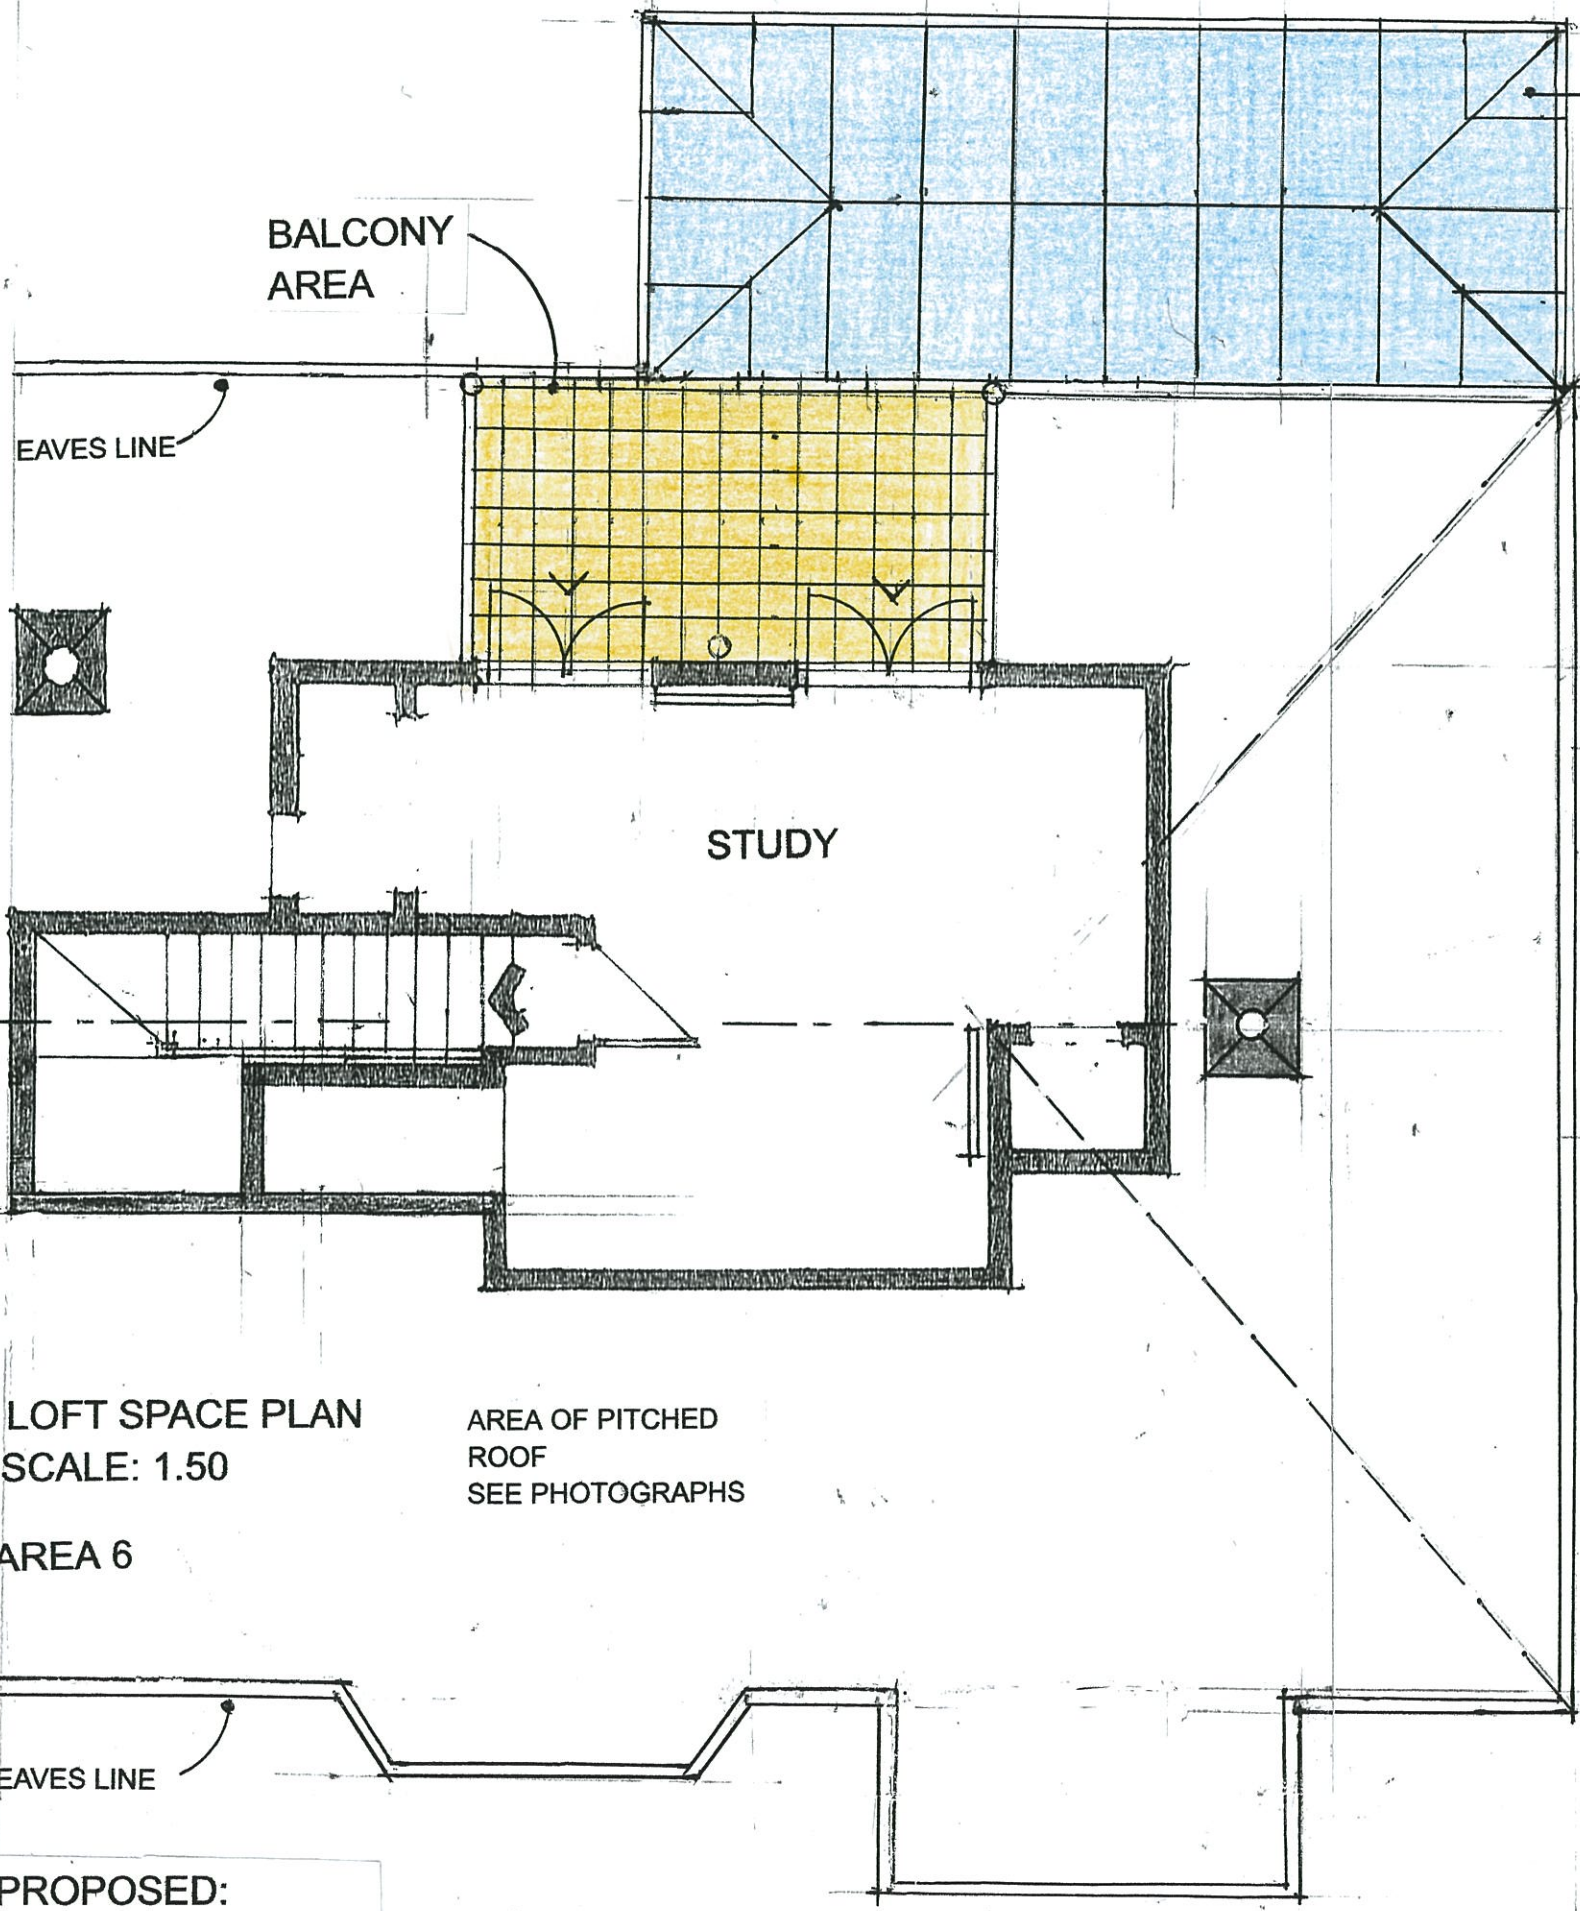 BALCONY
AREA
EAVES LINE
STUDY
LOFT SPACE PLAN
SCALE: 1.50
AREA OF PITCHED
ROOF
SEE PHOTOGRAPHS
AREA 6
EAVES LINE
PROPOSED: